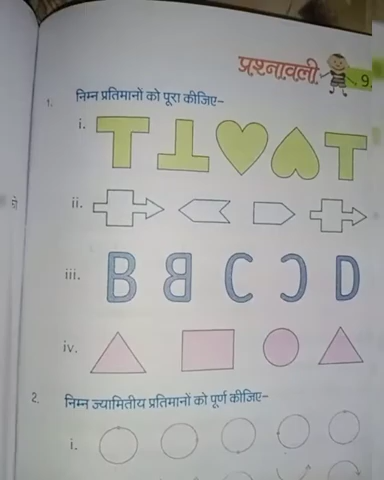 प्रश्नावली 9.
1. निम्न प्रतिमानों को पूरा कीजिए–
i. T
ii.
iii. B B C C D
iv.
2. निम्न ज्यामितीय प्रतिमानों को पूर्ण कीजिए–
i.